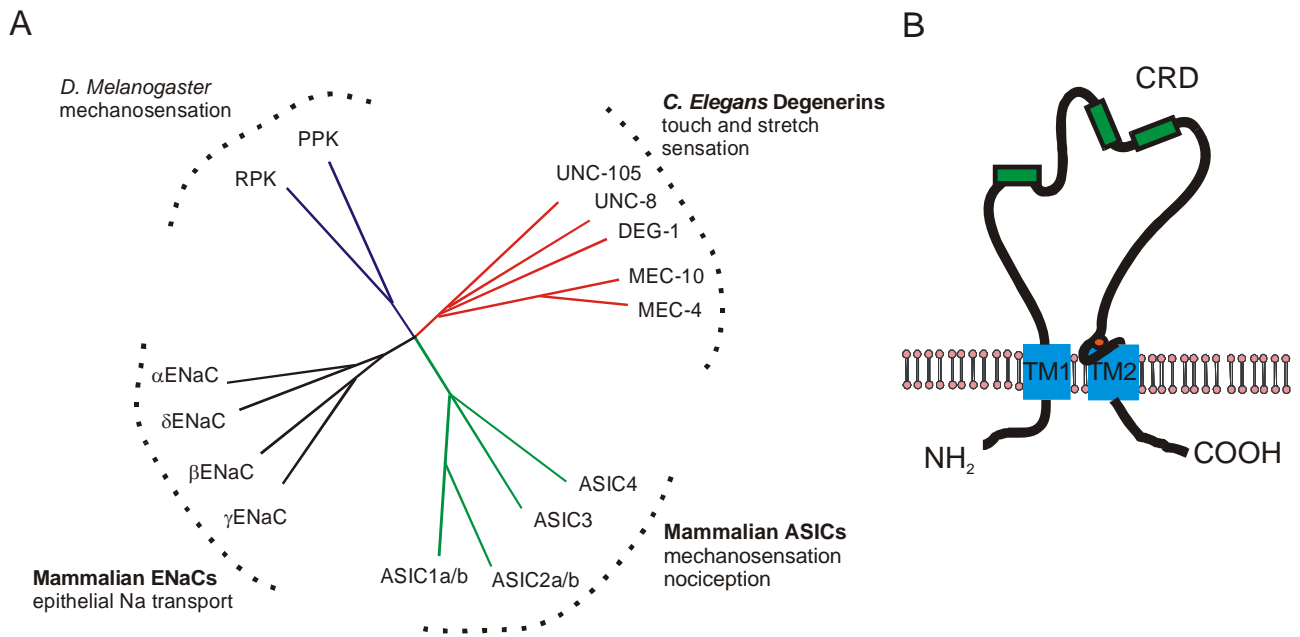 A
D. Melanogaster
mechanosensation
PPK
RPK
C. Elegans Degenerins
touch and stretch
sensation
UNC-105
UNC-8
DEG-1
MEC-10
MEC-4
αENaC
δENaC
βENaC
γENaC
Mammalian ENaCs
epithelial Na transport
ASIC4
ASIC3
ASIC2a/b
ASIC1a/b
Mammalian ASICs
mechanosensation
nociception
B
CRD
TM1
TM2
NH₂
COOH